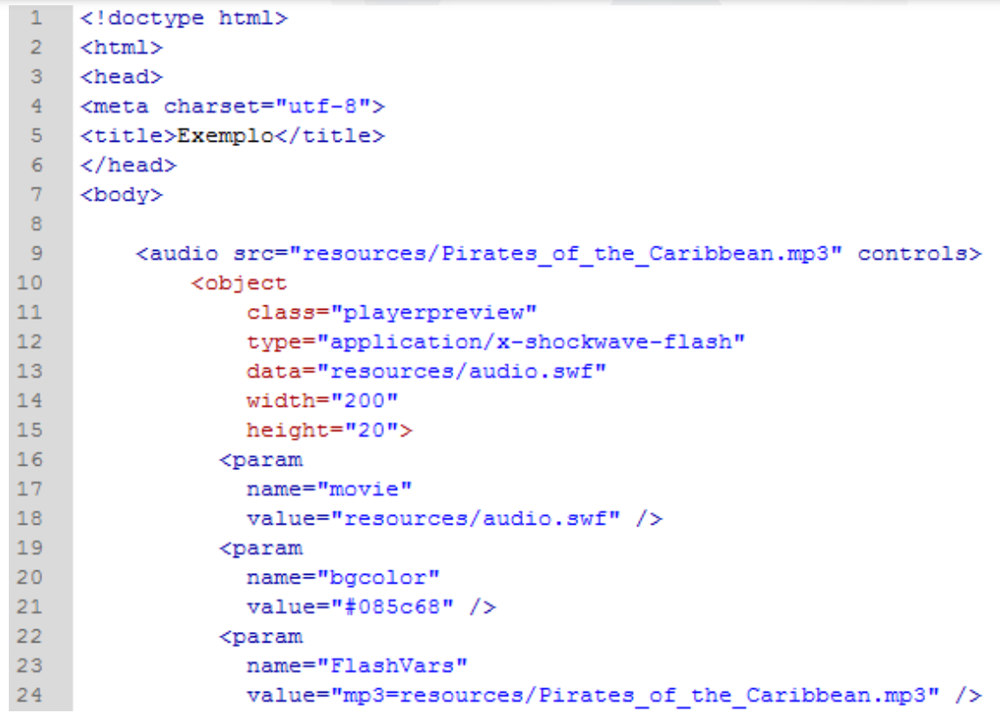 1 <!doctype html>
2 <html>
3 <head>
4 <meta charset="utf-8">
5 <title>Exemplo</title>
6 </head>
7 <body>
8
9 <audio src="resources/Pirates_of_the_Caribbean.mp3" controls>
10 <object
11 class="playerpreview"
12 type="application/x-shockwave-flash"
13 data="resources/audio.swf"
14 width="200"
15 height="20">
16 <param
17 name="movie"
18 value="resources/audio.swf" />
19 <param
20 name="bgcolor"
21 value="#085c68" />
22 <param
23 name="FlashVars"
24 value="mp3=resources/Pirates_of_the_Caribbean.mp3" />